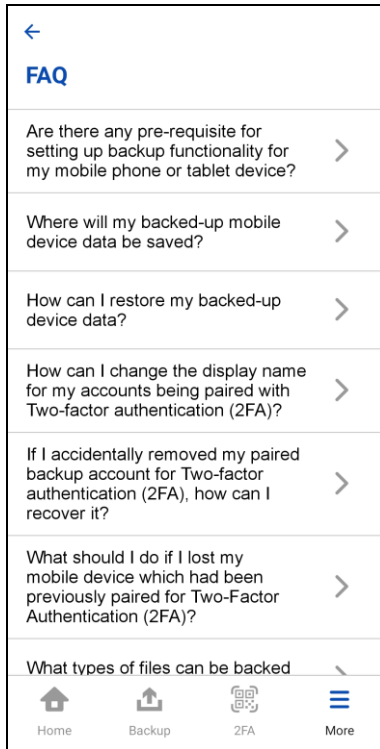 FAQ
Are there any pre-requisite for
setting up backup functionality for
my mobile phone or tablet device?
Where will my backed-up mobile
device data be saved?
How can I restore my backed-up
device data?
How can I change the display name
for my accounts being paired with
Two-factor authentication (2FA)?
If I accidentally removed my paired
backup account for Two-factor
authentication (2FA), how can I
recover it?
What should I do if I lost my
mobile device which had been
previously paired for Two-Factor
Authentication (2FA)?
What types of files can be backed
Home
Backup
2FA
More